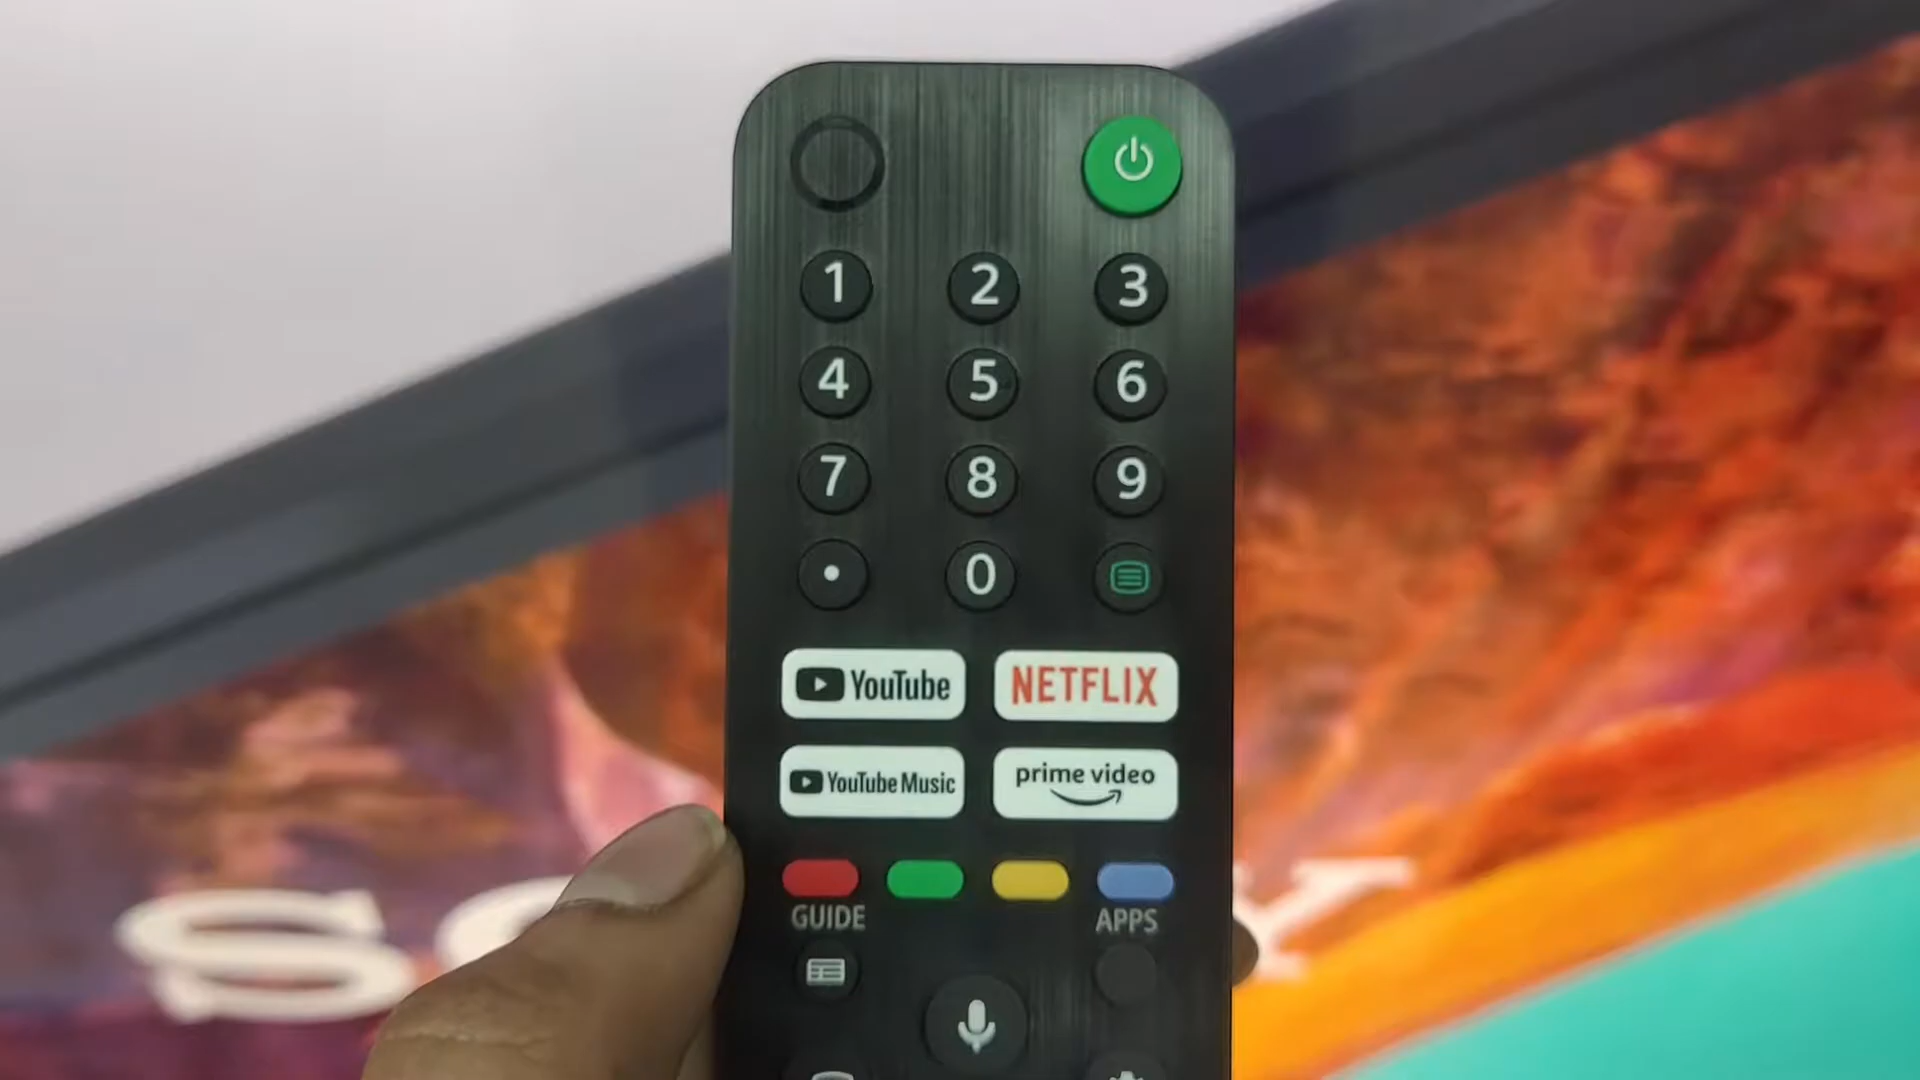 1 2 3
4 5 6
7 8 9
• 0
YouTube NETFLIX
YouTube Music prime video
GUIDE APPS
S Y